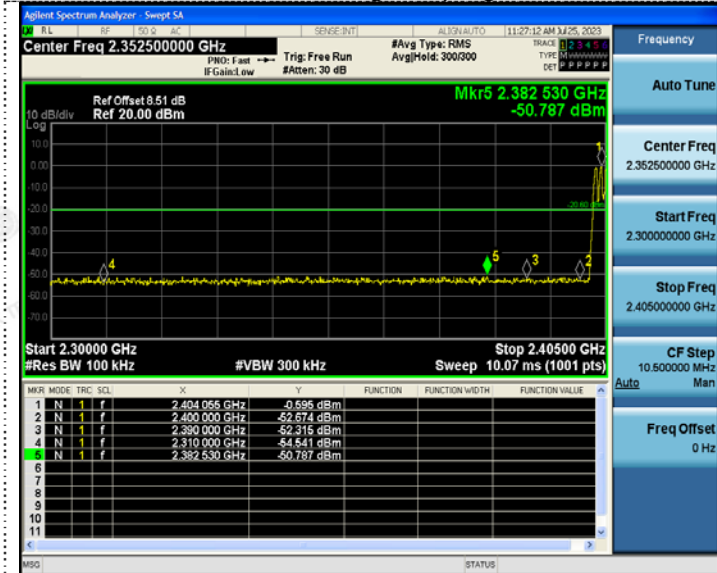 Agilent Spectrum Analyzer - Swept SA
RL RF 50 Ω AC SENSE:INT ALIGN AUTO 11:27:12 AM Jul 25, 2023
Center Freq 2.352500000 GHz #Avg Type: RMS TRACE 1 2 3 4 5 6
PNO: Fast Trig: Free Run Avg|Hold: 300/300 TYPE
IFGain:Low #Atten: 30 dB DET P P P P P P
Mkr5 2.382 530 GHz
Ref Offset 8.51 dB
10 dB/div Ref 20.00 dBm -50.787 dBm
Log
10.0
0.00
-10.0
-20.0 -20.60 dBm
-30.0
-40.0
-50.0
-60.0
-70.0
1
4 5 3 2
Start 2.30000 GHz Stop 2.40500 GHz
#Res BW 100 kHz #VBW 300 kHz Sweep 10.07 ms (1001 pts)
MKR MODE TRC SCL X Y FUNCTION FUNCTION WIDTH FUNCTION VALUE
1 N 1 f 2.404 055 GHz -0.595 dBm
2 N 1 f 2.400 000 GHz -52.674 dBm
3 N 1 f 2.390 000 GHz -52.315 dBm
4 N 1 f 2.310 000 GHz -54.541 dBm
5 N 1 f 2.382 530 GHz -50.787 dBm
6
7
8
9
10
11
MSG STATUS
Frequency
Auto Tune
Center Freq
2.352500000 GHz
Start Freq
2.300000000 GHz
Stop Freq
2.405000000 GHz
CF Step
10.500000 MHz
Auto Man
Freq Offset
0 Hz